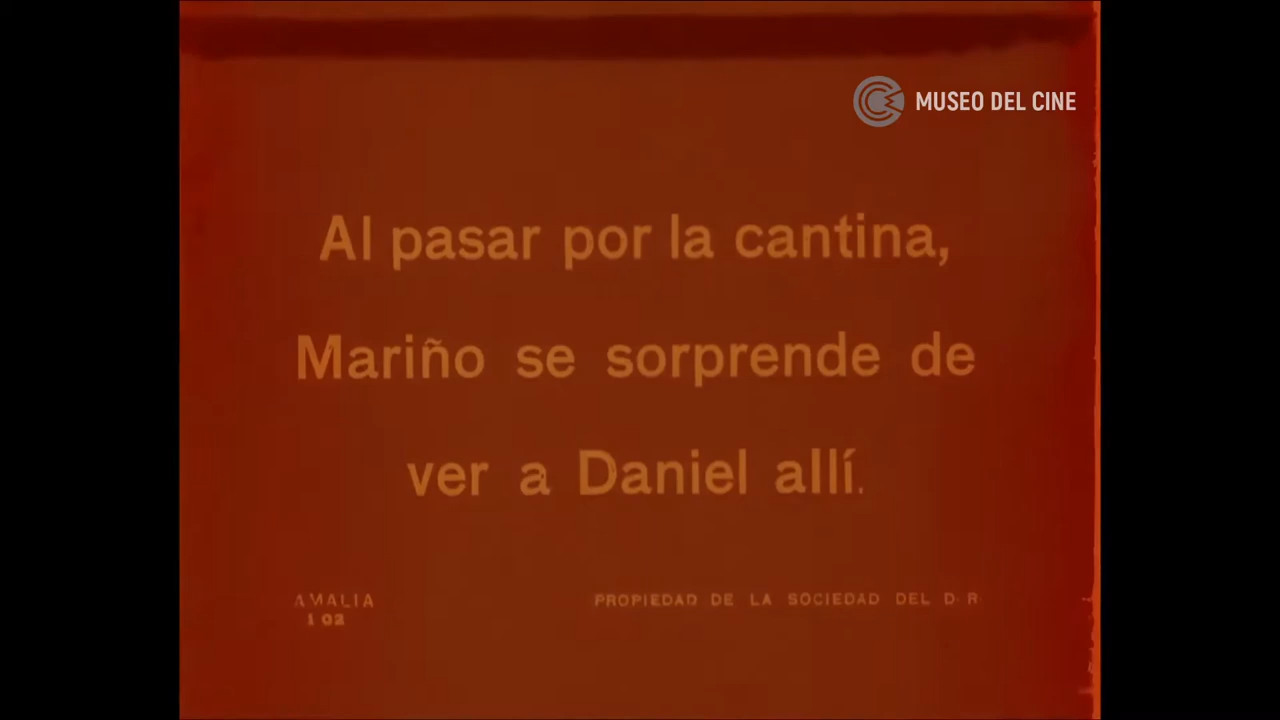 MUSEO DEL CINE
Al pasar por la cantina,
Mariño se sorprende de
ver a Daniel allí.
AMALIA
102
PROPIEDAD DE LA SOCIEDAD DEL D. R.